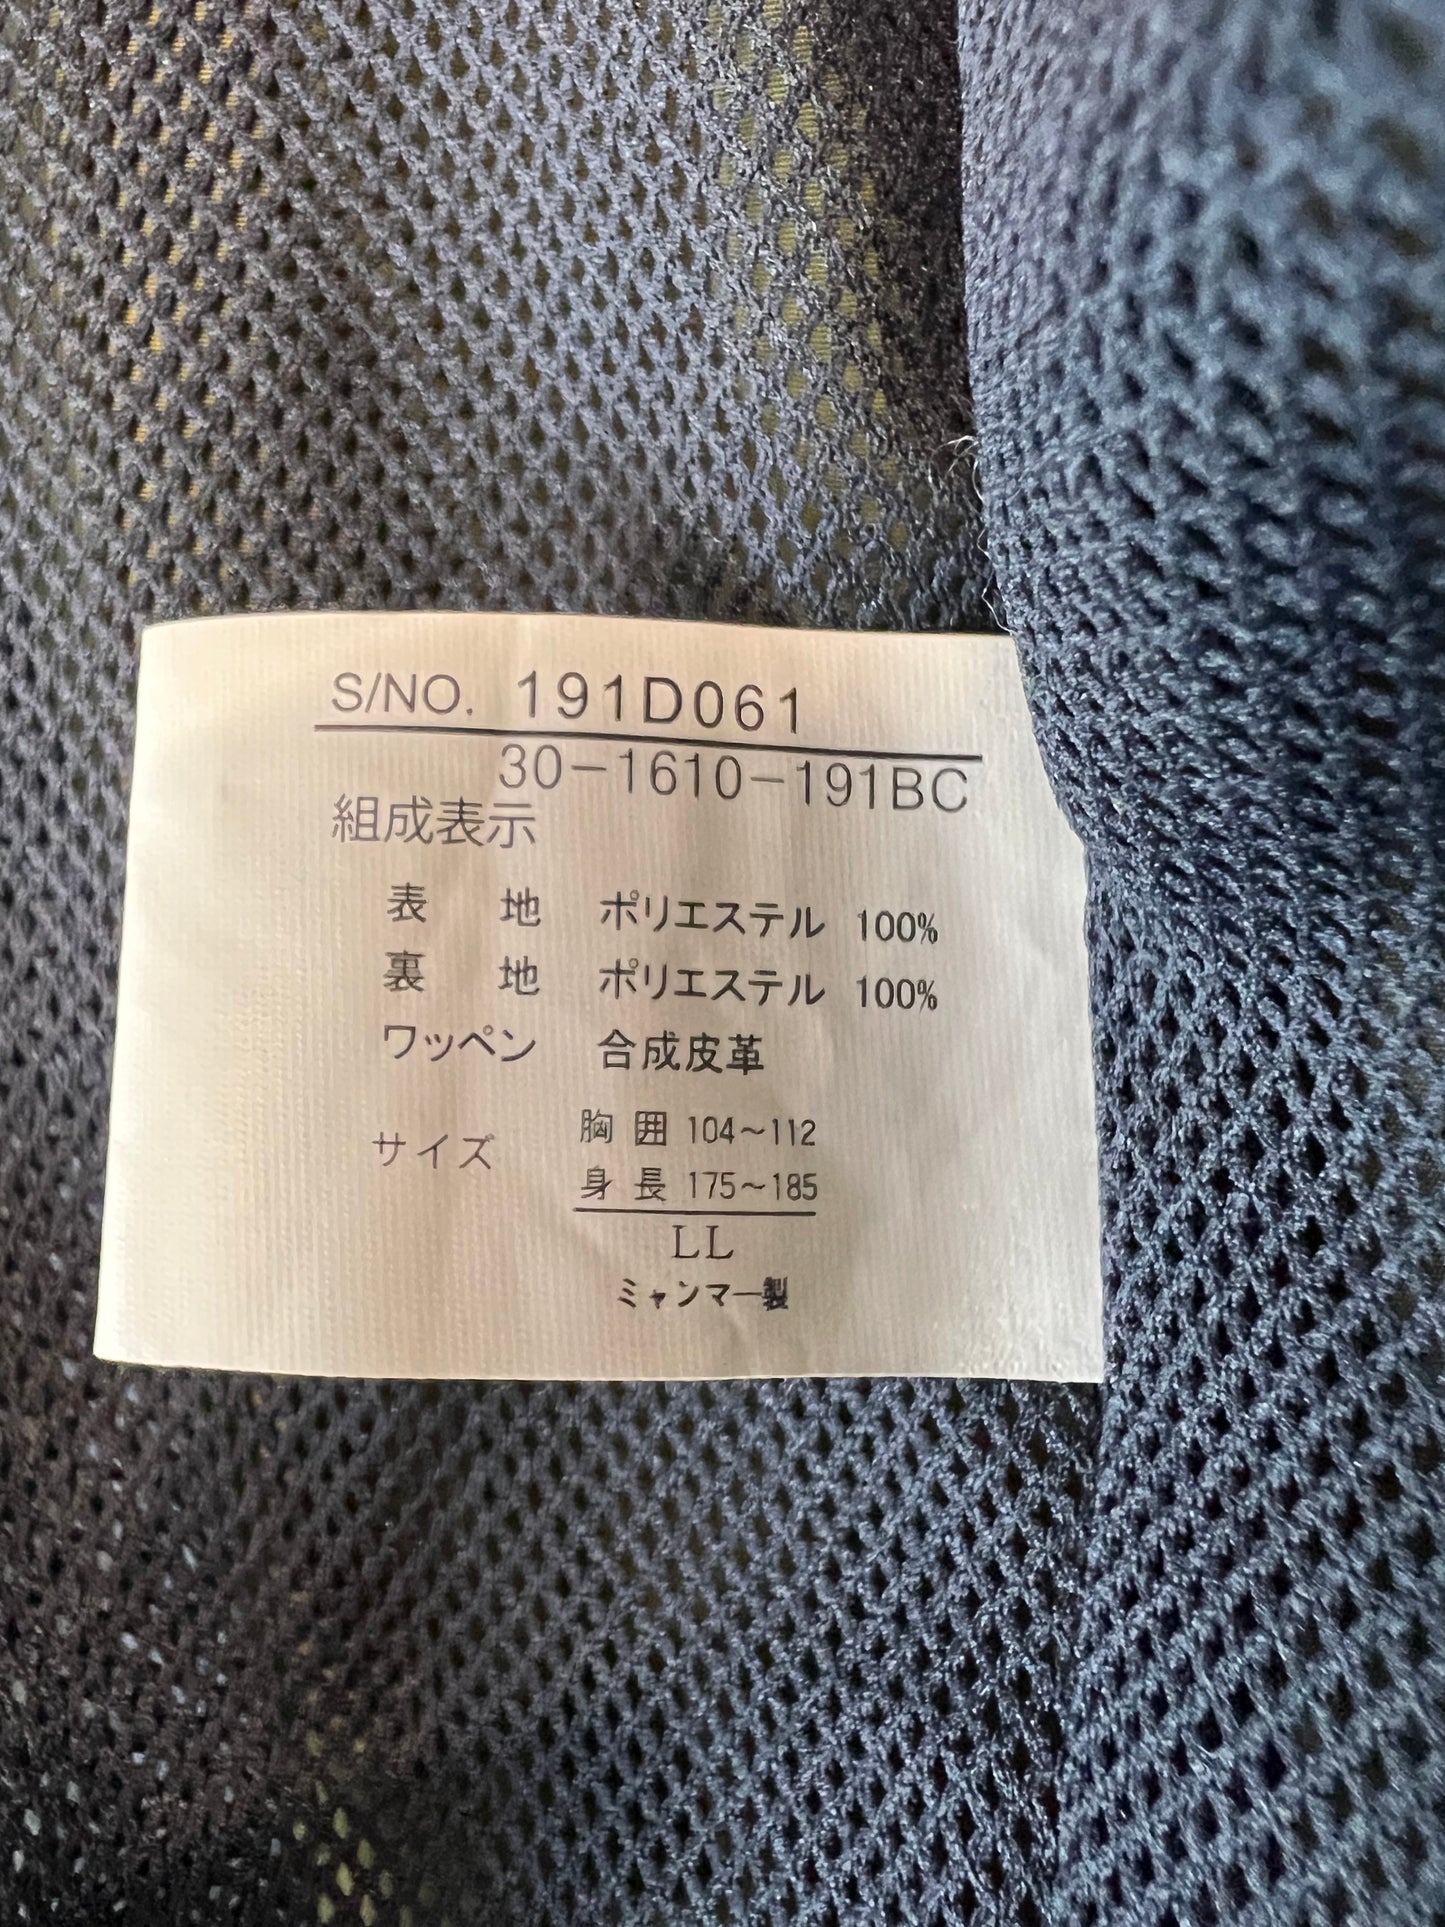 S/NO. 191D061
30-1610-191BC
組成表示
表 地 ポリエステル 100%
裏 地 ポリエステル 100%
ワッペン 合成皮革
サイズ 胸 囲 104～112
身 長 175～185
LL
ミャンマー製